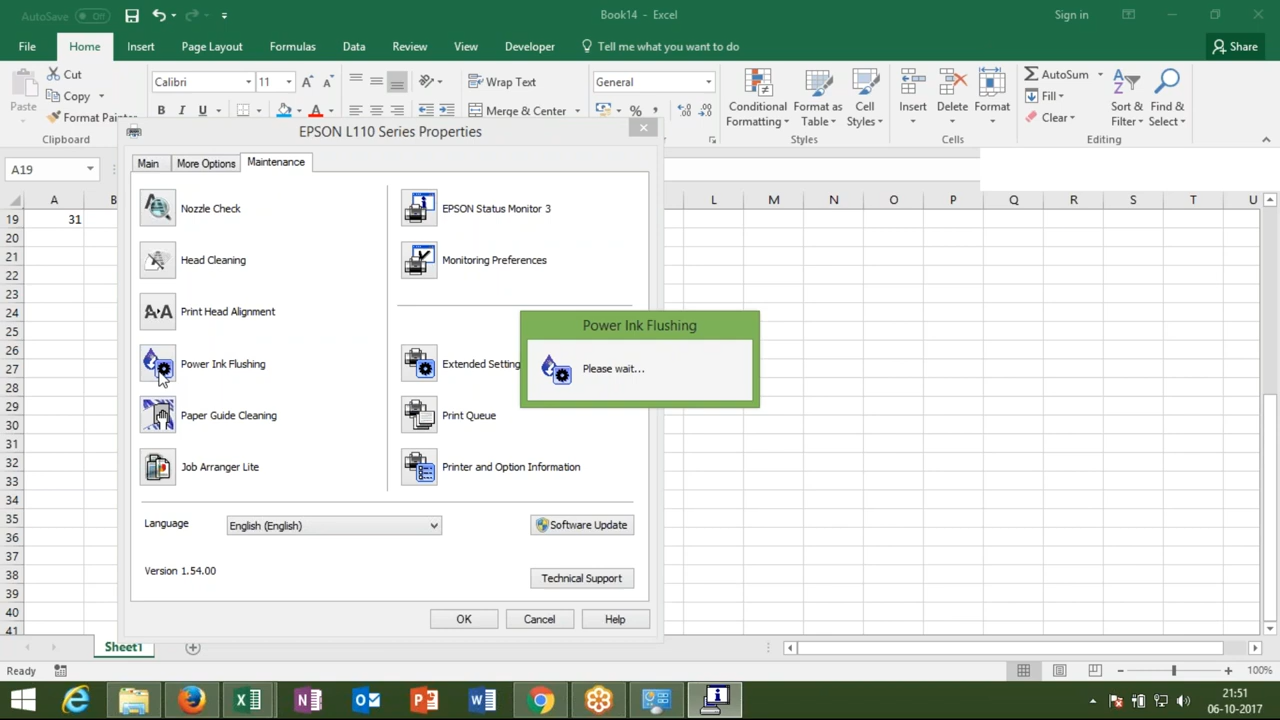 AutoSave Off
Book14 - Excel
Sign in
File Home Insert Page Layout Formulas Data Review View Developer Tell me what you want to do Share
Paste
Cut
Copy
Format Painter
Clipboard
Calibri 11
B I U
Wrap Text
Merge & Center
General
%
Conditional Formatting
Format as Table
Cell Styles
Styles
Insert
Delete
Format
Cells
AutoSum
Fill
Clear
Sort & Filter
Find & Select
Editing
A19
EPSON L110 Series Properties
Main More Options Maintenance
Nozzle Check
Head Cleaning
Print Head Alignment
Power Ink Flushing
Paper Guide Cleaning
Job Arranger Lite
EPSON Status Monitor 3
Monitoring Preferences
Extended Setting
Print Queue
Printer and Option Information
Power Ink Flushing
Please wait...
Language English (English)
Software Update
Version 1.54.00
Technical Support
OK Cancel Help
A B L M N O P Q R S T U
19 31
20
21
22
23
24
25
26
27
28
29
30
31
32
33
34
35
36
37
38
39
40
41
Sheet1
Ready
100%
21:51
06-10-2017